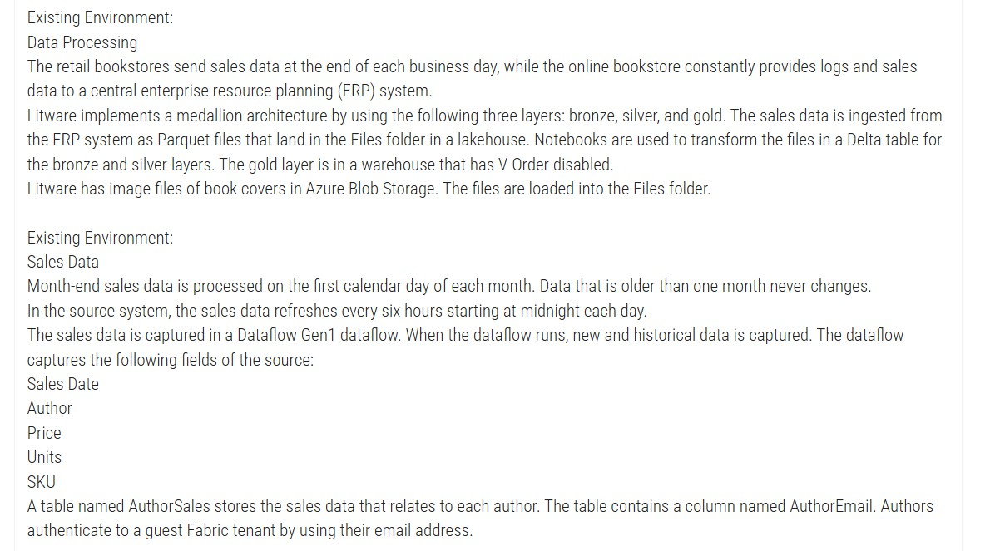 Existing Environment:
Data Processing
The retail bookstores send sales data at the end of each business day, while the online bookstore constantly provides logs and sales
data to a central enterprise resource planning (ERP) system.
Litware implements a medallion architecture by using the following three layers: bronze, silver, and gold. The sales data is ingested from
the ERP system as Parquet files that land in the Files folder in a lakehouse. Notebooks are used to transform the files in a Delta table for
the bronze and silver layers. The gold layer is in a warehouse that has V-Order disabled.
Litware has image files of book covers in Azure Blob Storage. The files are loaded into the Files folder.
Existing Environment:
Sales Data
Month-end sales data is processed on the first calendar day of each month. Data that is older than one month never changes.
In the source system, the sales data refreshes every six hours starting at midnight each day.
The sales data is captured in a Dataflow Gen1 dataflow. When the dataflow runs, new and historical data is captured. The dataflow
captures the following fields of the source:
Sales Date
Author
Price
Units
SKU
A table named AuthorSales stores the sales data that relates to each author. The table contains a column named AuthorEmail. Authors
authenticate to a guest Fabric tenant by using their email address.